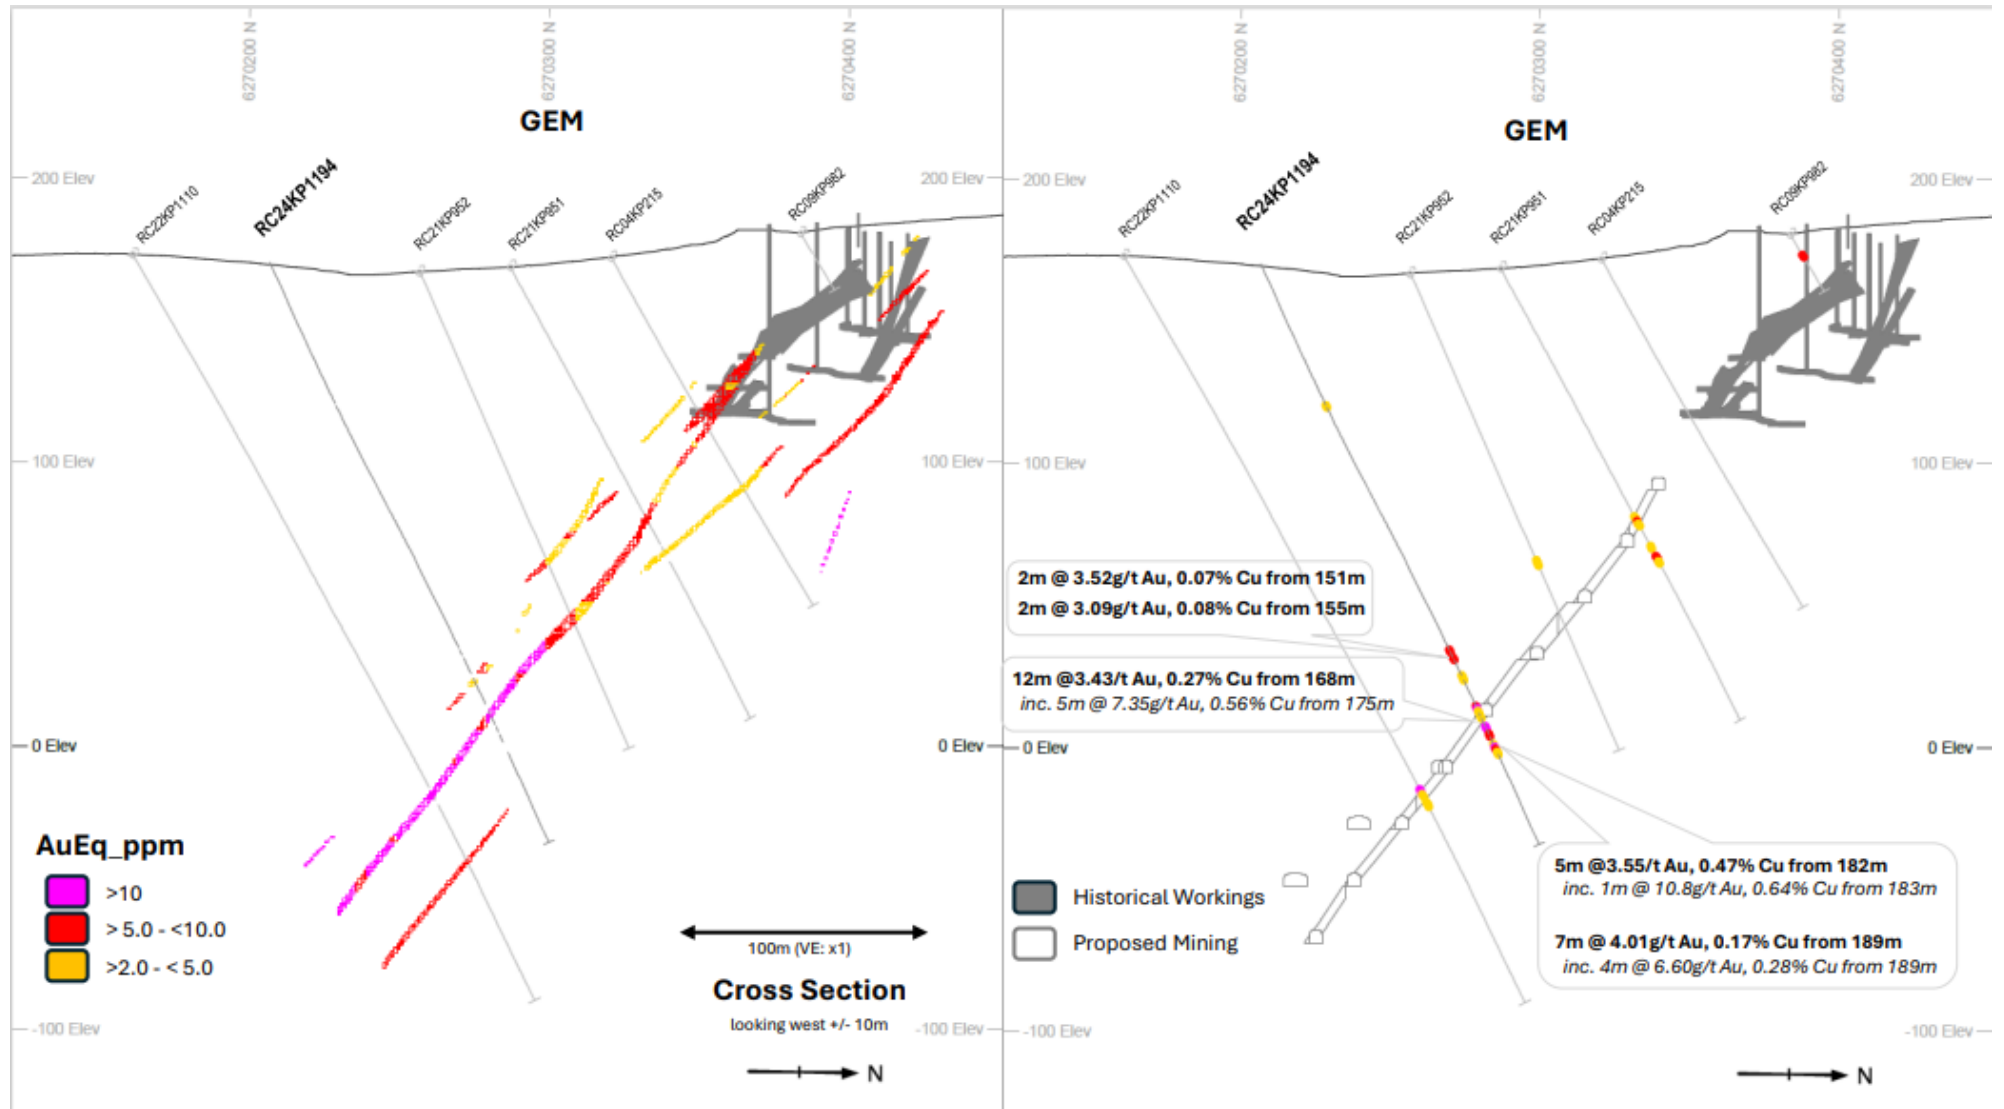 6270200 N
6270300 N
6270400 N
GEM
200 Elev
200 Elev
RC22KP1110
RC24KP1194
RC21KP952
RC21KP951
RC04KP215
RC09KP982
100 Elev
100 Elev
0 Elev
0 Elev
AuEq_ppm
>10
> 5.0 - <10.0
>2.0 - < 5.0
100m (VE: x1)
Cross Section
looking west +/- 10m
-100 Elev
-100 Elev
N
6270200 N
6270300 N
6270400 N
GEM
200 Elev
200 Elev
RC22KP1110
RC24KP1194
RC21KP952
RC21KP951
RC04KP215
RC09KP982
100 Elev
100 Elev
2m @ 3.52g/t Au, 0.07% Cu from 151m
2m @ 3.09g/t Au, 0.08% Cu from 155m
12m @3.43/t Au, 0.27% Cu from 168m
inc. 5m @ 7.35g/t Au, 0.56% Cu from 175m
0 Elev
0 Elev
Historical Workings
Proposed Mining
5m @3.55/t Au, 0.47% Cu from 182m
inc. 1m @ 10.8g/t Au, 0.64% Cu from 183m
7m @ 4.01g/t Au, 0.17% Cu from 189m
inc. 4m @ 6.60g/t Au, 0.28% Cu from 189m
-100 Elev
-100 Elev
N